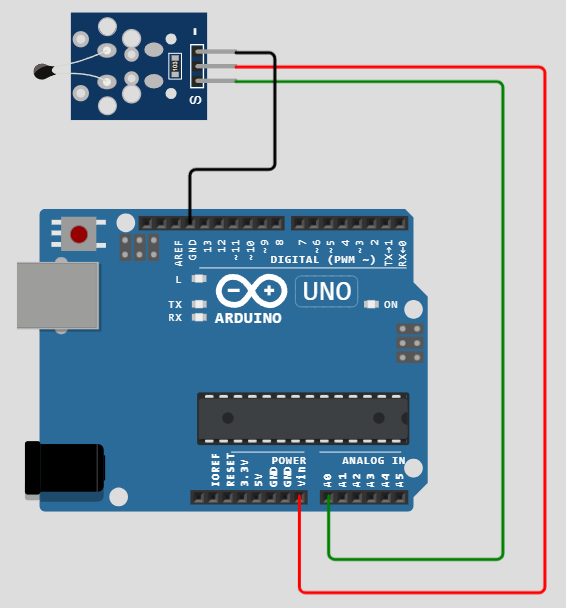 -
103
S
AREF
GND
13
12
~11
~10
~9
8
7
~6
~5
4
~3
2
TX→1
RX←0
DIGITAL (PWM ~)
L
TX
RX
UNO
ON
ARDUINO
POWER
ANALOG IN
IOREF
RESET
3.3V
5V
GND
GND
Vin
A0
A1
A2
A3
A4
A5